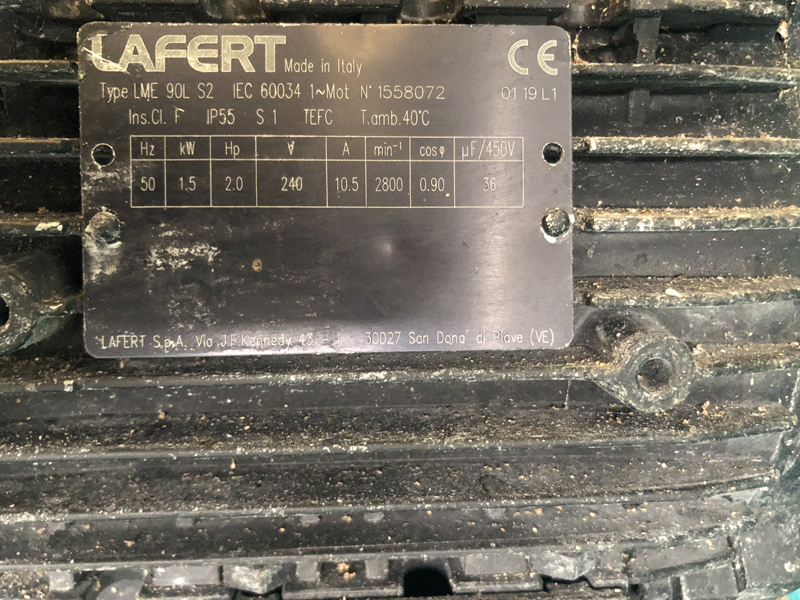 LAFERT Made in Italy CE
Type LME 90L S2 IEC 60034 1~Mot N° 1558072 01 19 L1
Ins.Cl. F IP55 S 1 TEFC T.amb.40°C
Hz kW Hp V A min⁻¹ cosφ µF/450V
50 1.5 2.0 240 10.5 2800 0.90 36
LAFERT S.p.A. Via J.F.Kennedy 43 30027 San Dona' di Piave (VE)